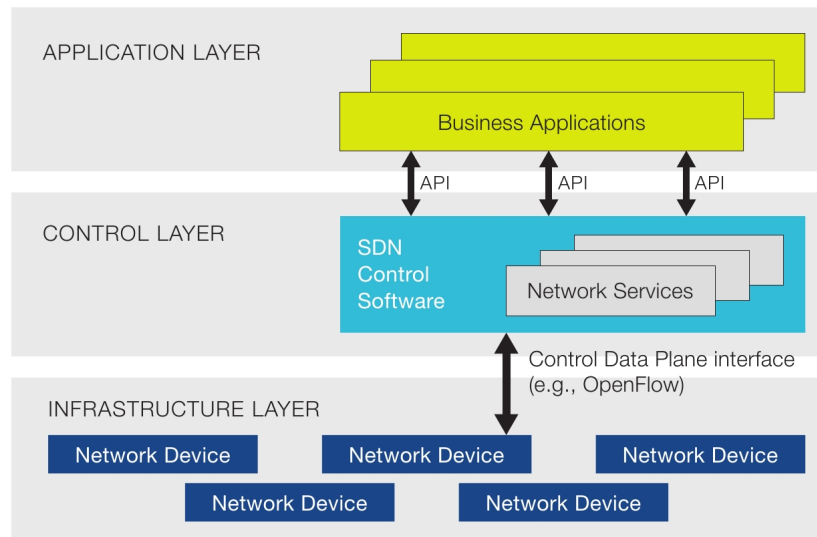 APPLICATION LAYER
Business Applications
API
API
API
CONTROL LAYER
SDN
Control
Software
Network Services
Control Data Plane interface
(e.g., OpenFlow)
INFRASTRUCTURE LAYER
Network Device
Network Device
Network Device
Network Device
Network Device